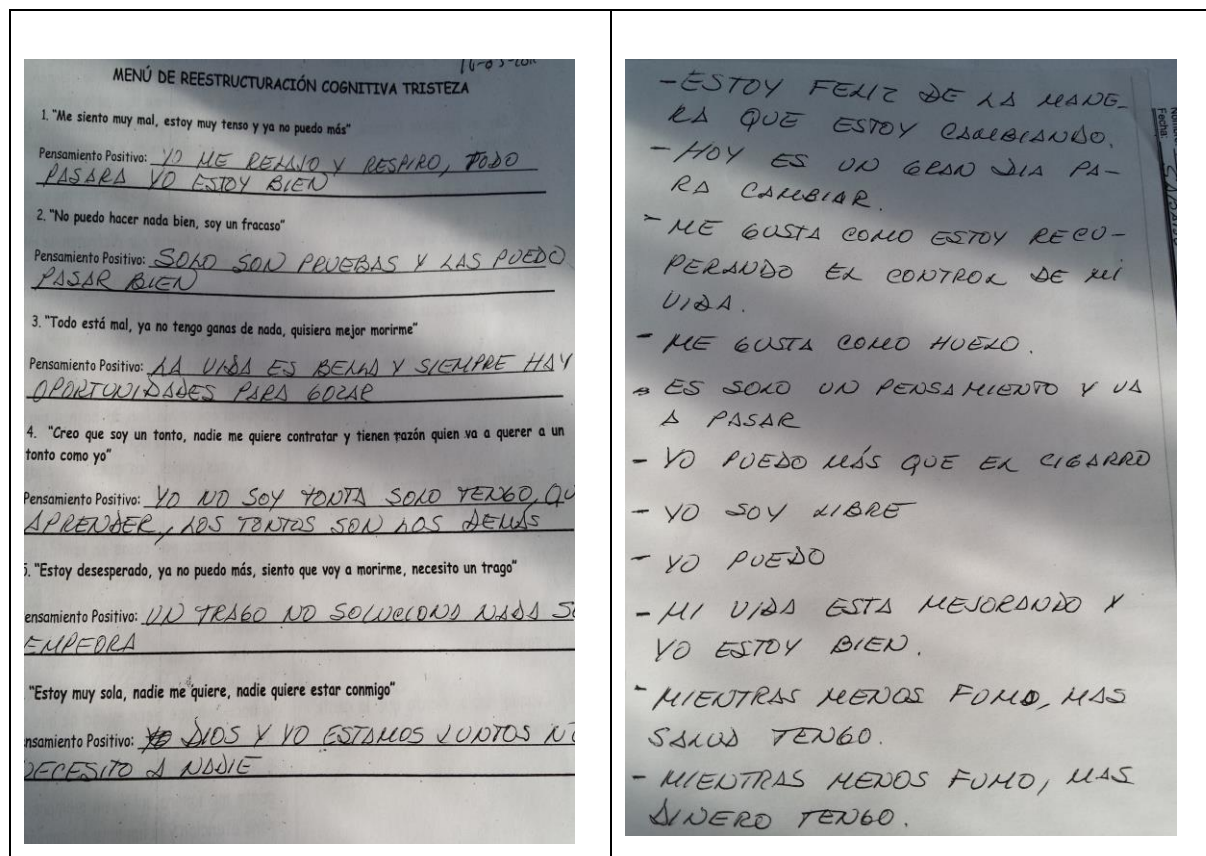 MENÚ DE REESTRUCTURACIÓN COGNITIVA TRISTEZA
1. "Me siento muy mal, estoy muy tenso y ya no puedo más"
Pensamiento Positivo: YO ME RELAJO Y RESPIRO, TODO
PASARA YO ESTOY BIEN
2. "No puedo hacer nada bien, soy un fracaso"
Pensamiento Positivo: SOLO SON PRUEBAS Y LAS PUEDO
PASAR BIEN
3. "Todo está mal, ya no tengo ganas de nada, quisiera mejor morirme"
Pensamiento Positivo: LA VIDA ES BELLA Y SIEMPRE HAY
OPORTUNIDADES PARA GOZAR
4. "Creo que soy un tonto, nadie me quiere contratar y tienen razón quien va a querer a un
tonto como yo"
Pensamiento Positivo: YO NO SOY TONTA SOLO TENGO, QU
APRENDER, LOS TONTOS SON LOS DEMÁS
5. "Estoy desesperado, ya no puedo más, siento que voy a morirme, necesito un trago"
ensamiento Positivo: UN TRAGO NO SOLUCIONA NADA SO
EMPEORA
"Estoy muy sola, nadie me quiere, nadie quiere estar conmigo"
nsamiento Positivo: DIOS Y YO ESTAMOS JUNTOS NO
NECESITO A NADIE
- ESTOY FELIZ DE LA MANE-
RA QUE ESTOY CAMBIANDO.
- HOY ES UN GRAN DIA PA-
RA CAMBIAR.
- ME GUSTA COMO ESTOY RECU-
PERANDO EL CONTROL DE MI
VIDA.
- ME GUSTA COMO HUELO.
- ES SOLO UN PENSAMIENTO Y VA
A PASAR
- YO PUEDO MÁS QUE EL CIGARRO
- YO SOY LIBRE
- YO PUEDO
- MI VIDA ESTA MEJORANDO Y
YO ESTOY BIEN.
- MIENTRAS MENOS FUMO, MAS
SALUD TENGO.
- MIENTRAS MENOS FUMO, MAS
DINERO TENGO.
Fecha: